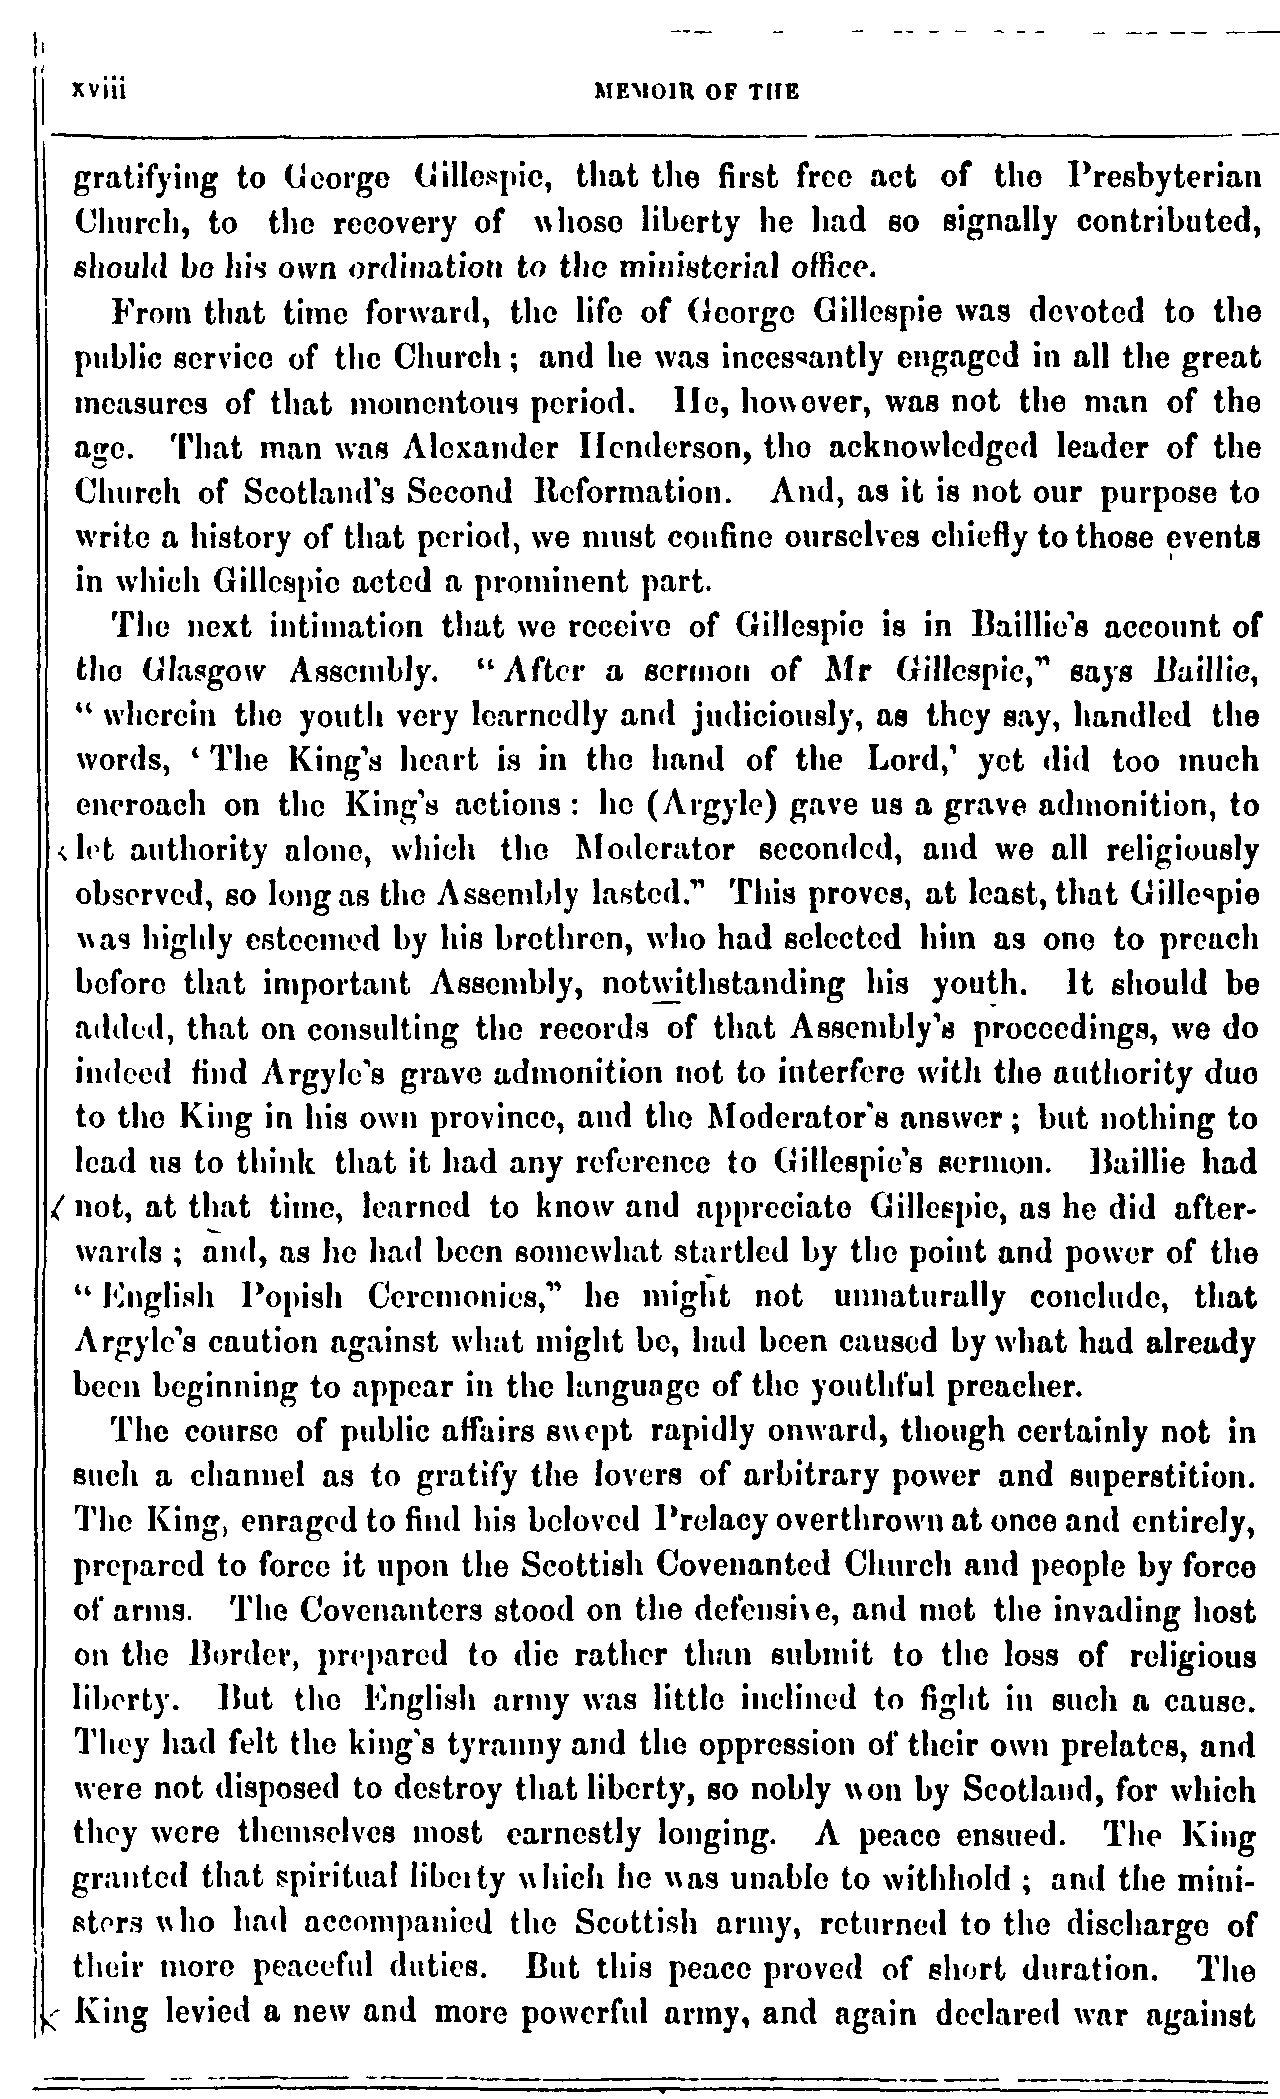 xviii MEMOIR OF THE
gratifying to George Gillespie, that the first free act of the Presbyterian
Church, to the recovery of whose liberty he had so signally contributed,
should be his own ordination to the ministerial office.
From that time forward, the life of George Gillespie was devoted to the
public service of the Church; and he was incessantly engaged in all the great
measures of that momentous period. He, however, was not the man of the
age. That man was Alexander Henderson, the acknowledged leader of the
Church of Scotland's Second Reformation. And, as it is not our purpose to
write a history of that period, we must confine ourselves chiefly to those events
in which Gillespie acted a prominent part.
The next intimation that we receive of Gillespie is in Baillie's account of
the Glasgow Assembly. "After a sermon of Mr Gillespie," says Baillie,
"wherein the youth very learnedly and judiciously, as they say, handled the
words, 'The King's heart is in the hand of the Lord,' yet did too much
encroach on the King's actions: he (Argyle) gave us a grave admonition, to
let authority alone, which the Moderator seconded, and we all religiously
observed, so long as the Assembly lasted." This proves, at least, that Gillespie
was highly esteemed by his brethren, who had selected him as one to preach
before that important Assembly, notwithstanding his youth. It should be
added, that on consulting the records of that Assembly's proceedings, we do
indeed find Argyle's grave admonition not to interfere with the authority due
to the King in his own province, and the Moderator's answer; but nothing to
lead us to think that it had any reference to Gillespie's sermon. Baillie had
not, at that time, learned to know and appreciate Gillespie, as he did after-
wards; and, as he had been somewhat startled by the point and power of the
"English Popish Ceremonies," he might not unnaturally conclude, that
Argyle's caution against what might be, had been caused by what had already
been beginning to appear in the language of the youthful preacher.
The course of public affairs swept rapidly onward, though certainly not in
such a channel as to gratify the lovers of arbitrary power and superstition.
The King, enraged to find his beloved Prelacy overthrown at once and entirely,
prepared to force it upon the Scottish Covenanted Church and people by force
of arms. The Covenanters stood on the defensive, and met the invading host
on the Border, prepared to die rather than submit to the loss of religious
liberty. But the English army was little inclined to fight in such a cause.
They had felt the king's tyranny and the oppression of their own prelates, and
were not disposed to destroy that liberty, so nobly won by Scotland, for which
they were themselves most earnestly longing. A peace ensued. The King
granted that spiritual liberty which he was unable to withhold; and the mini-
sters who had accompanied the Scottish army, returned to the discharge of
their more peaceful duties. But this peace proved of short duration. The
King levied a new and more powerful army, and again declared war against